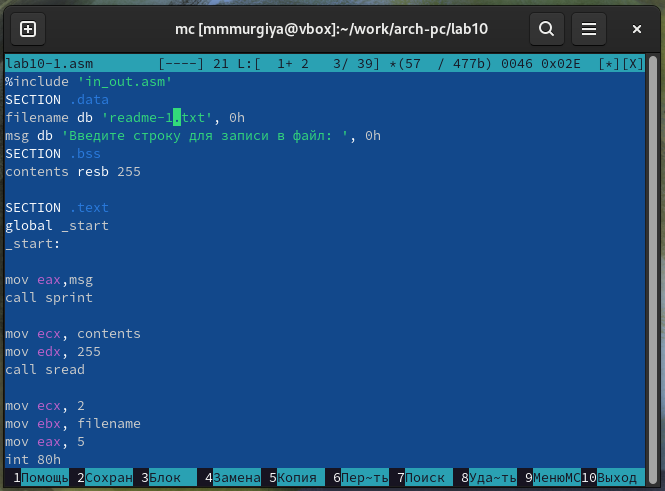 mc [mmmurgiya@vbox]:~/work/arch-pc/lab10
lab10-1.asm [----] 21 L:[ 1+ 2 3/ 39] *(57 / 477b) 0046 0x02E [*][X]
%include 'in_out.asm'
SECTION .data
filename db 'readme-1.txt', 0h
msg db 'Введите строку для записи в файл: ', 0h
SECTION .bss
contents resb 255
SECTION .text
global _start
_start:
mov eax,msg
call sprint
mov ecx, contents
mov edx, 255
call sread
mov ecx, 2
mov ebx, filename
mov eax, 5
int 80h
1Помощь 2Сохран 3Блок 4Замена 5Копия 6Пер~ть 7Поиск 8Уда~ть 9МенюМС 10Выход